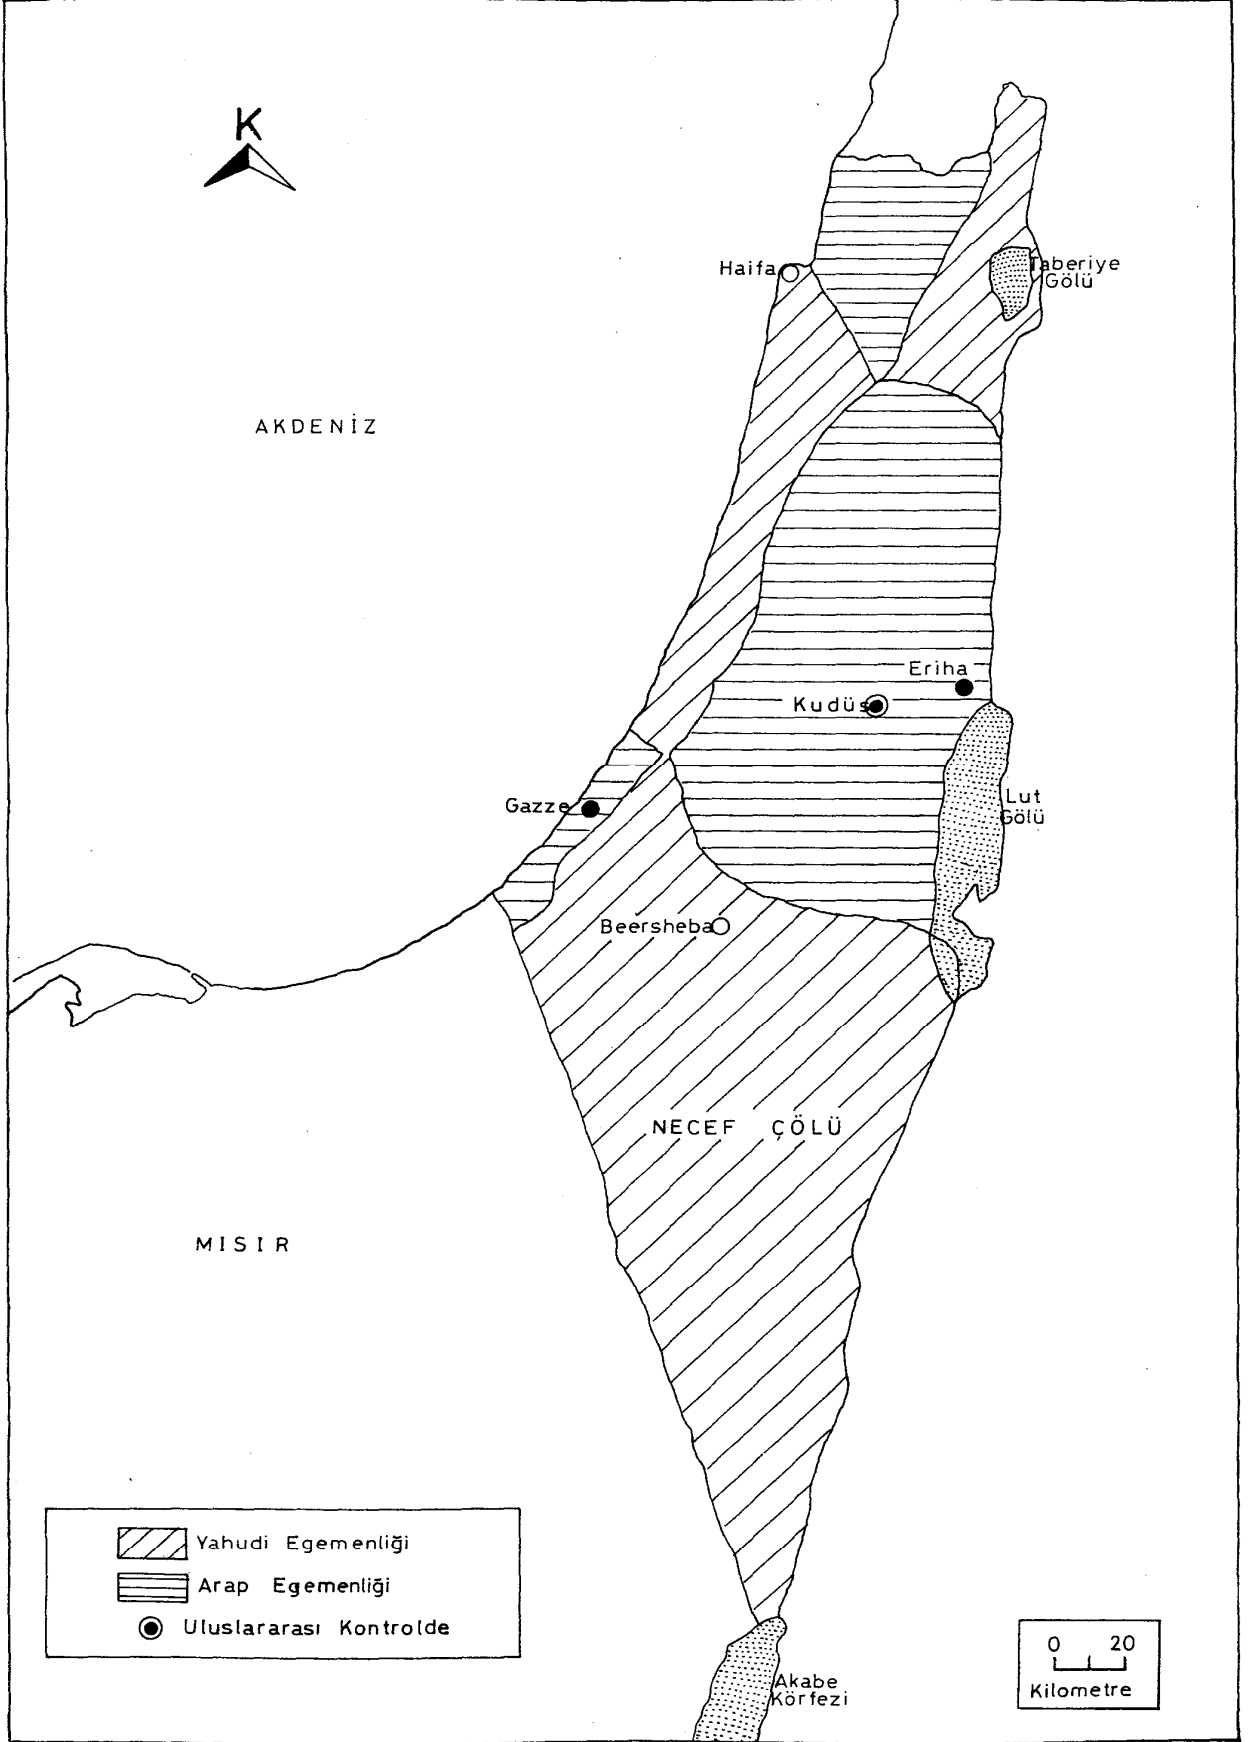 K
Haifa
Taberiye
Gölü
AKDENİZ
Eriha
Kudüs
Lut
Gölü
Gazze
Beersheba
NECEF ÇÖLÜ
MISIR
Yahudi Egemenliği
Arap Egemenliği
Uluslararası Kontrolde
0 20
Kilometre
Akabe
Körfezi